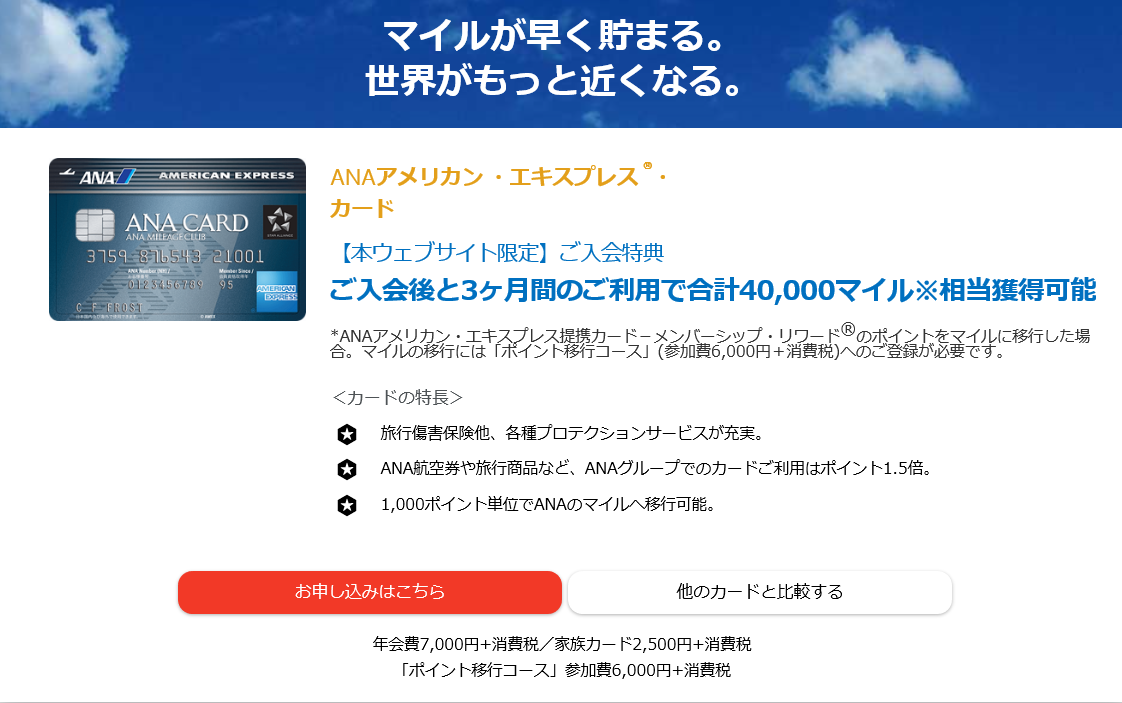 マイルが早く貯まる。
世界がもっと近くなる。
ANA
AMERICAN EXPRESS
ANA CARD
ANA MILEAGE CLUB
STAR ALLIANCE
3759 876543 21001
Member Since /
0123456789 95
AMERICAN EXPRESS
C F FROST
ANAアメリカン・エキスプレス®・
カード
【本ウェブサイト限定】ご入会特典
ご入会後と3ヶ月間のご利用で合計40,000マイル※相当獲得可能
*ANAアメリカン・エキスプレス提携カード－メンバーシップ・リワード®のポイントをマイルに移行した場
合。マイルの移行には「ポイント移行コース」(参加費6,000円＋消費税)へのご登録が必要です。
＜カードの特長＞
旅行傷害保険他、各種プロテクションサービスが充実。
ANA航空券や旅行商品など、ANAグループでのカードご利用はポイント1.5倍。
1,000ポイント単位でANAのマイルへ移行可能。
お申し込みはこちら
他のカードと比較する
年会費7,000円+消費税／家族カード2,500円+消費税
「ポイント移行コース」参加費6,000円+消費税